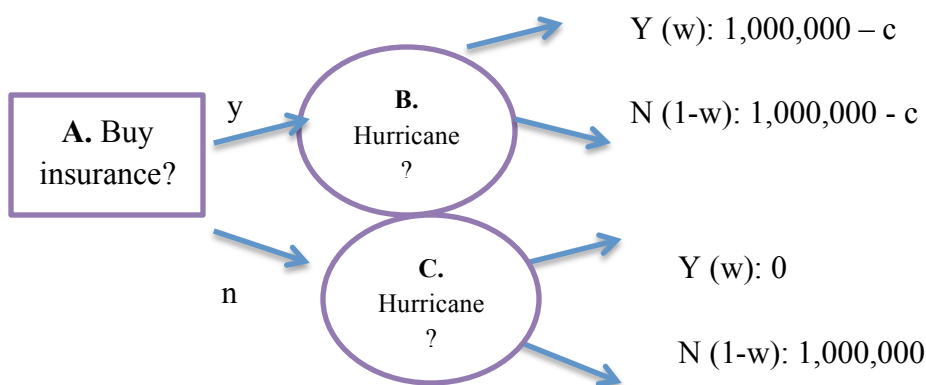 A. Buy
insurance?
y
n
B.
Hurricane
?
C.
Hurricane
?
Y (w): 1,000,000 – c
N (1-w): 1,000,000 - c
Y (w): 0
N (1-w): 1,000,000